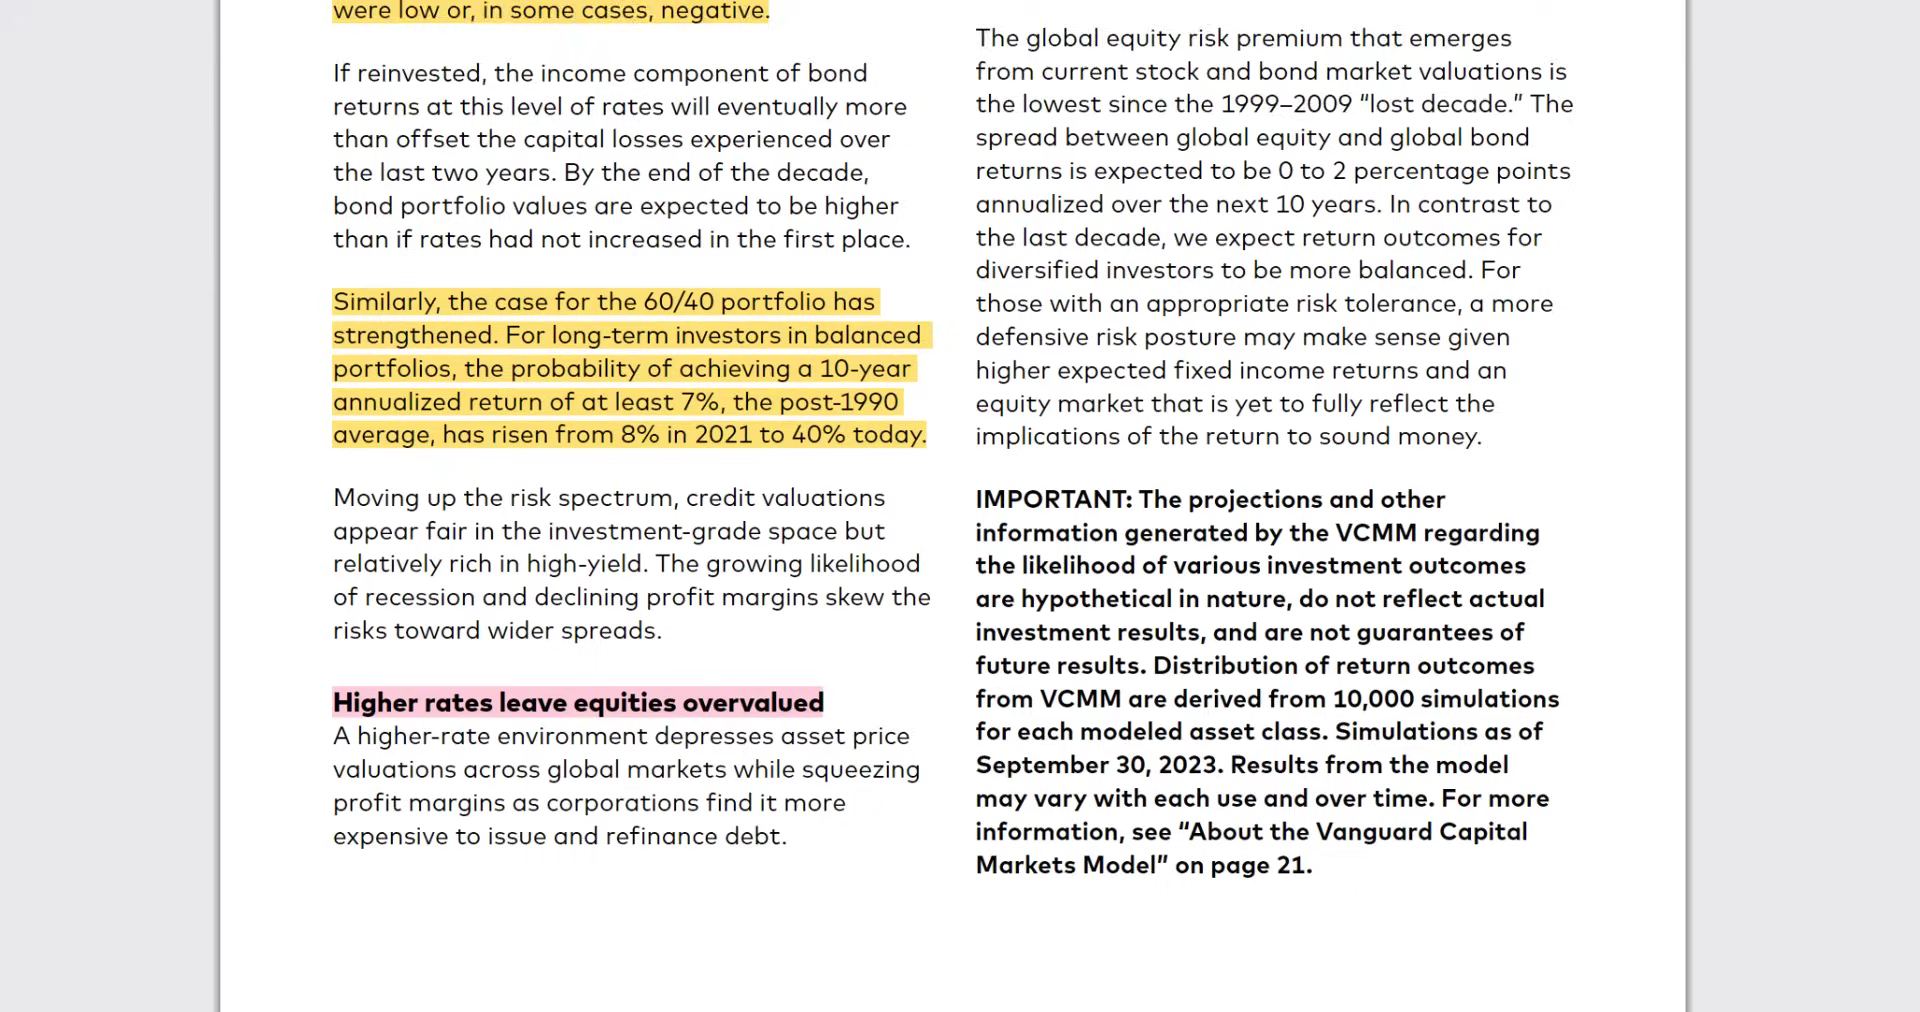 were low or, in some cases, negative.
If reinvested, the income component of bond
returns at this level of rates will eventually more
than offset the capital losses experienced over
the last two years. By the end of the decade,
bond portfolio values are expected to be higher
than if rates had not increased in the first place.
Similarly, the case for the 60/40 portfolio has
strengthened. For long-term investors in balanced
portfolios, the probability of achieving a 10-year
annualized return of at least 7%, the post-1990
average, has risen from 8% in 2021 to 40% today.
Moving up the risk spectrum, credit valuations
appear fair in the investment-grade space but
relatively rich in high-yield. The growing likelihood
of recession and declining profit margins skew the
risks toward wider spreads.
Higher rates leave equities overvalued
A higher-rate environment depresses asset price
valuations across global markets while squeezing
profit margins as corporations find it more
expensive to issue and refinance debt.
The global equity risk premium that emerges
from current stock and bond market valuations is
the lowest since the 1999–2009 “lost decade.” The
spread between global equity and global bond
returns is expected to be 0 to 2 percentage points
annualized over the next 10 years. In contrast to
the last decade, we expect return outcomes for
diversified investors to be more balanced. For
those with an appropriate risk tolerance, a more
defensive risk posture may make sense given
higher expected fixed income returns and an
equity market that is yet to fully reflect the
implications of the return to sound money.
IMPORTANT: The projections and other
information generated by the VCMM regarding
the likelihood of various investment outcomes
are hypothetical in nature, do not reflect actual
investment results, and are not guarantees of
future results. Distribution of return outcomes
from VCMM are derived from 10,000 simulations
for each modeled asset class. Simulations as of
September 30, 2023. Results from the model
may vary with each use and over time. For more
information, see “About the Vanguard Capital
Markets Model” on page 21.